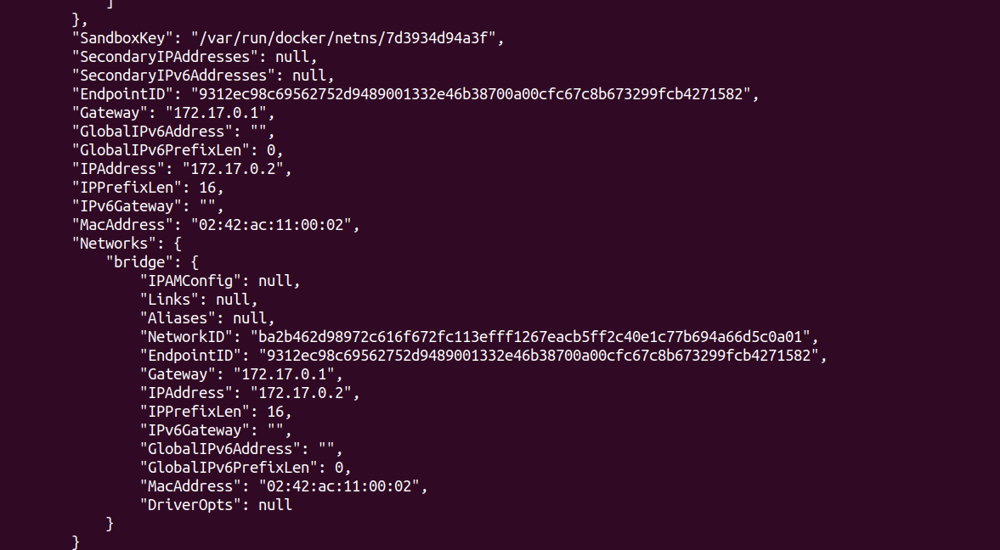 ]
},
"SandboxKey": "/var/run/docker/netns/7d3934d94a3f",
"SecondaryIPAddresses": null,
"SecondaryIPv6Addresses": null,
"EndpointID": "9312ec98c69562752d9489001332e46b38700a00cfc67c8b673299fcb4271582",
"Gateway": "172.17.0.1",
"GlobalIPv6Address": "",
"GlobalIPv6PrefixLen": 0,
"IPAddress": "172.17.0.2",
"IPPrefixLen": 16,
"IPv6Gateway": "",
"MacAddress": "02:42:ac:11:00:02",
"Networks": {
"bridge": {
"IPAMConfig": null,
"Links": null,
"Aliases": null,
"NetworkID": "ba2b462d98972c616f672fc113efff1267eacb5ff2c40e1c77b694a66d5c0a01",
"EndpointID": "9312ec98c69562752d9489001332e46b38700a00cfc67c8b673299fcb4271582",
"Gateway": "172.17.0.1",
"IPAddress": "172.17.0.2",
"IPPrefixLen": 16,
"IPv6Gateway": "",
"GlobalIPv6Address": "",
"GlobalIPv6PrefixLen": 0,
"MacAddress": "02:42:ac:11:00:02",
"DriverOpts": null
}
}